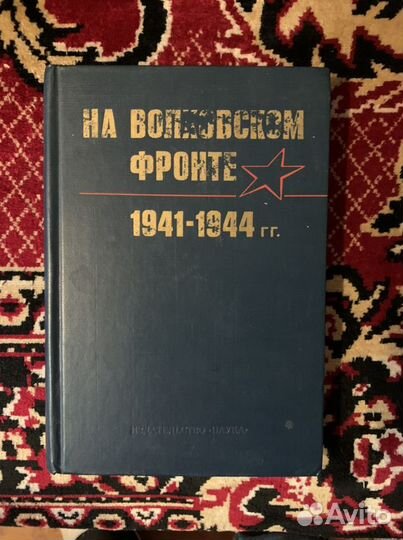 НА ВОЛХОВСКОМ
ФРОНТЕ
1941-1944 гг.
ИЗДАТЕЛЬСТВО «НАУКА»
Avito